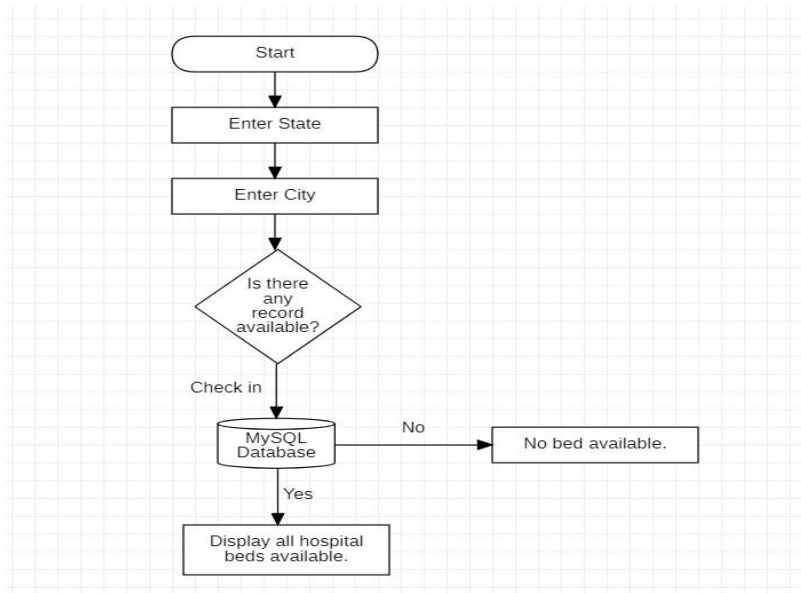 Start
Enter State
Enter City
Is there
any
record
available?
Check in
MySQL
Database
No
No bed available.
Yes
Display all hospital
beds available.